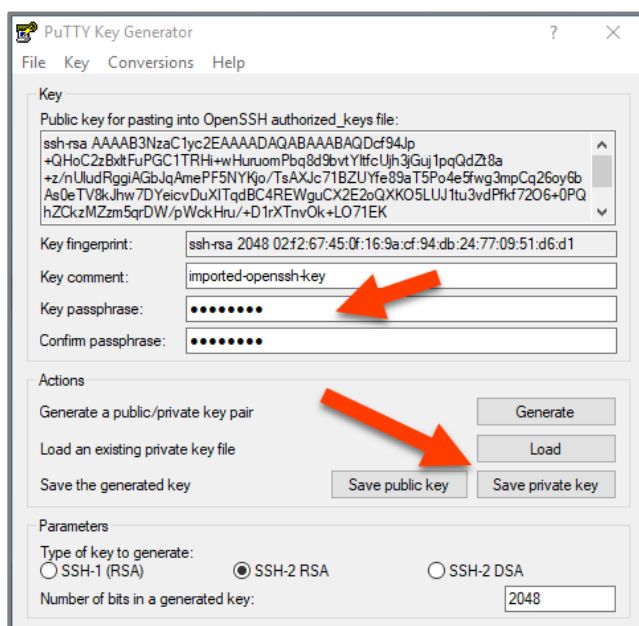 PuTTY Key Generator
File Key Conversions Help
Key
Public key for pasting into OpenSSH authorized_keys file:
ssh-rsa AAAAB3NzaC1yc2EAAAADAQABAAABAQDcf94Jp
+QHoC2zBxltFuPGC1TRHi+wHuruomPbq8d9bvtYltfcUjh3jGuj1pqQdZt8a
+z/nUludRggiAGbJqAmePF5NYKjo/TsAXJc71BZUYfe89aT5Po4e5fwg3mpCq26oy6b
As0eTV8kJhw7DYeicvDuXITqdBC4REWguCX2E2oQXKO5LUJ1tu3vdPfkf72O6+0PQ
hZCkzMZzm5qrDW/pWckHru/+D1rXTnvOk+LO71EK
Key fingerprint: ssh-rsa 2048 02:f2:67:45:0f:16:9a:cf:94:db:24:77:09:51:d6:d1
Key comment: imported-openssh-key
Key passphrase:
Confirm passphrase:
Actions
Generate a public/private key pair Generate
Load an existing private key file Load
Save the generated key Save public key Save private key
Parameters
Type of key to generate:
SSH-1 (RSA) SSH-2 RSA SSH-2 DSA
Number of bits in a generated key: 2048